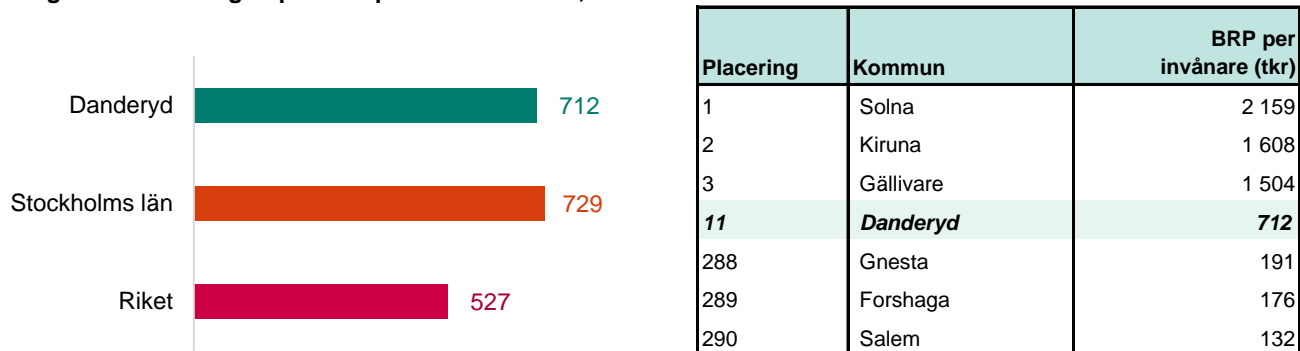 Danderyd 712
Stockholms län 729
Riket 527
Placering Kommun BRP per invånare (tkr)
1 Solna 2 159
2 Kiruna 1 608
3 Gällivare 1 504
11 Danderyd 712
288 Gnesta 191
289 Forshaga 176
290 Salem 132